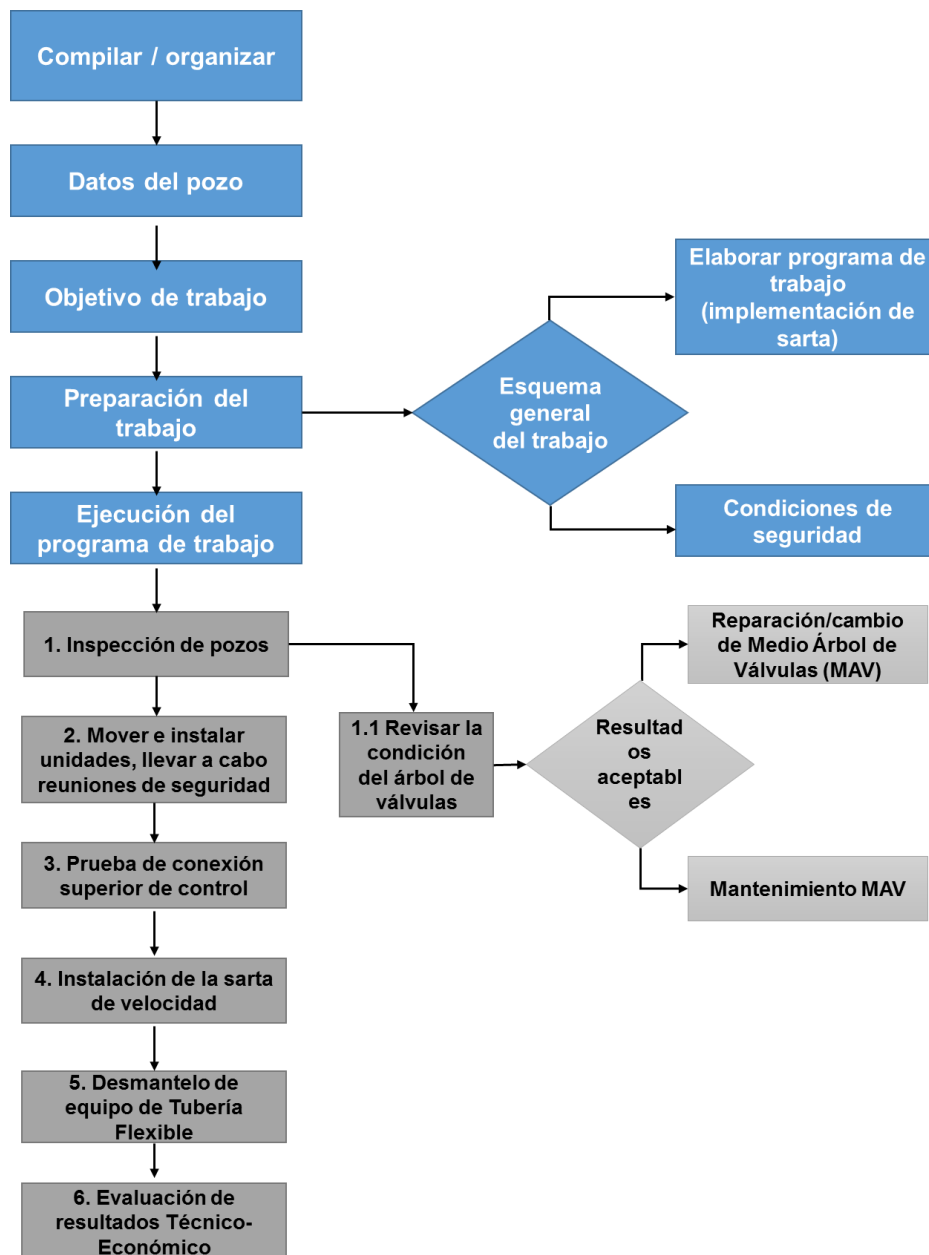 Compilar / organizar
Datos del pozo
Objetivo de trabajo
Preparación del
trabajo
Ejecución del
programa de trabajo
Esquema
general
del trabajo
Elaborar programa de
trabajo
(implementación de
sarta)
Condiciones de
seguridad
1. Inspección de pozos
2. Mover e instalar
unidades, llevar a cabo
reuniones de seguridad
3. Prueba de conexión
superior de control
4. Instalación de la sarta
de velocidad
5. Desmantelo de
equipo de Tubería
Flexible
6. Evaluación de
resultados Técnico-
Económico
1.1 Revisar la
condición
del árbol de
válvulas
Resultad
os
aceptabl
es
Reparación/cambio
de Medio Árbol de
Válvulas (MAV)
Mantenimiento MAV